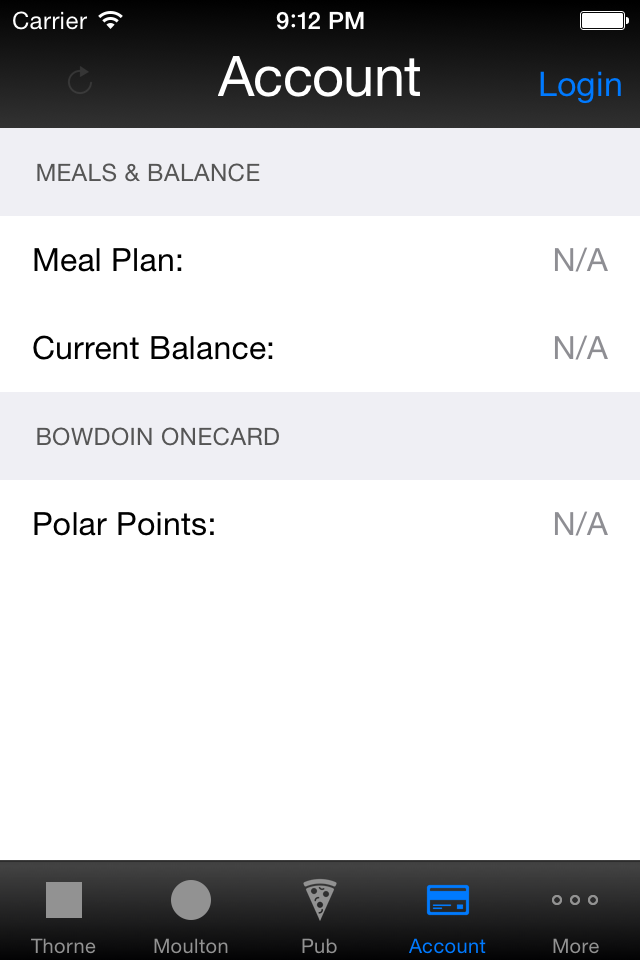 Carrier 9:12 PM
Account Login
MEALS & BALANCE
Meal Plan: N/A
Current Balance: N/A
BOWDOIN ONECARD
Polar Points: N/A
Thorne Moulton Pub Account More